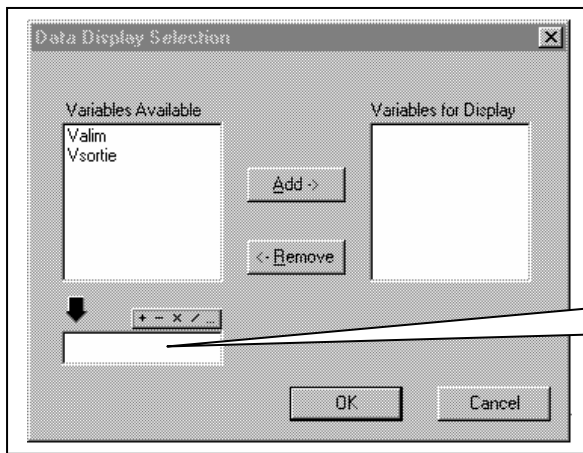 Data Display Selection
Variables Available
Valim
Vsortie
Variables for Display
Add ->
<- Remove
+ - × / ...
OK
Cancel